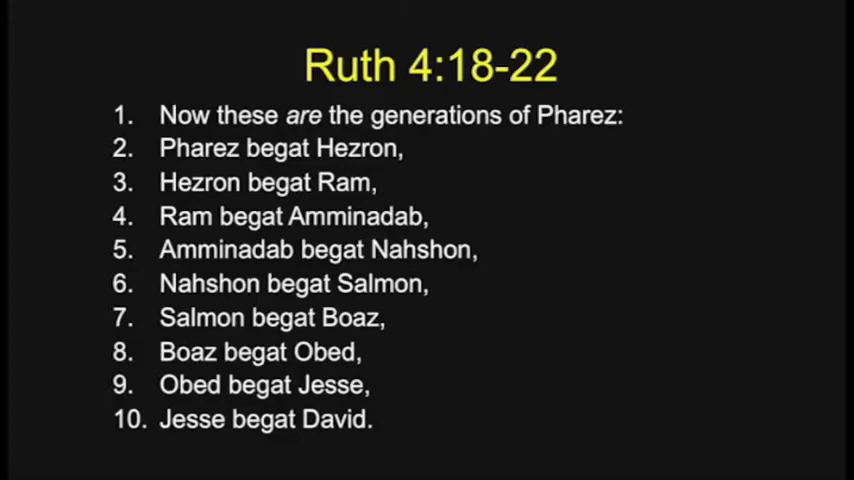 Ruth 4:18-22
1. Now these are the generations of Pharez:
2. Pharez begat Hezron,
3. Hezron begat Ram,
4. Ram begat Amminadab,
5. Amminadab begat Nahshon,
6. Nahshon begat Salmon,
7. Salmon begat Boaz,
8. Boaz begat Obed,
9. Obed begat Jesse,
10. Jesse begat David.